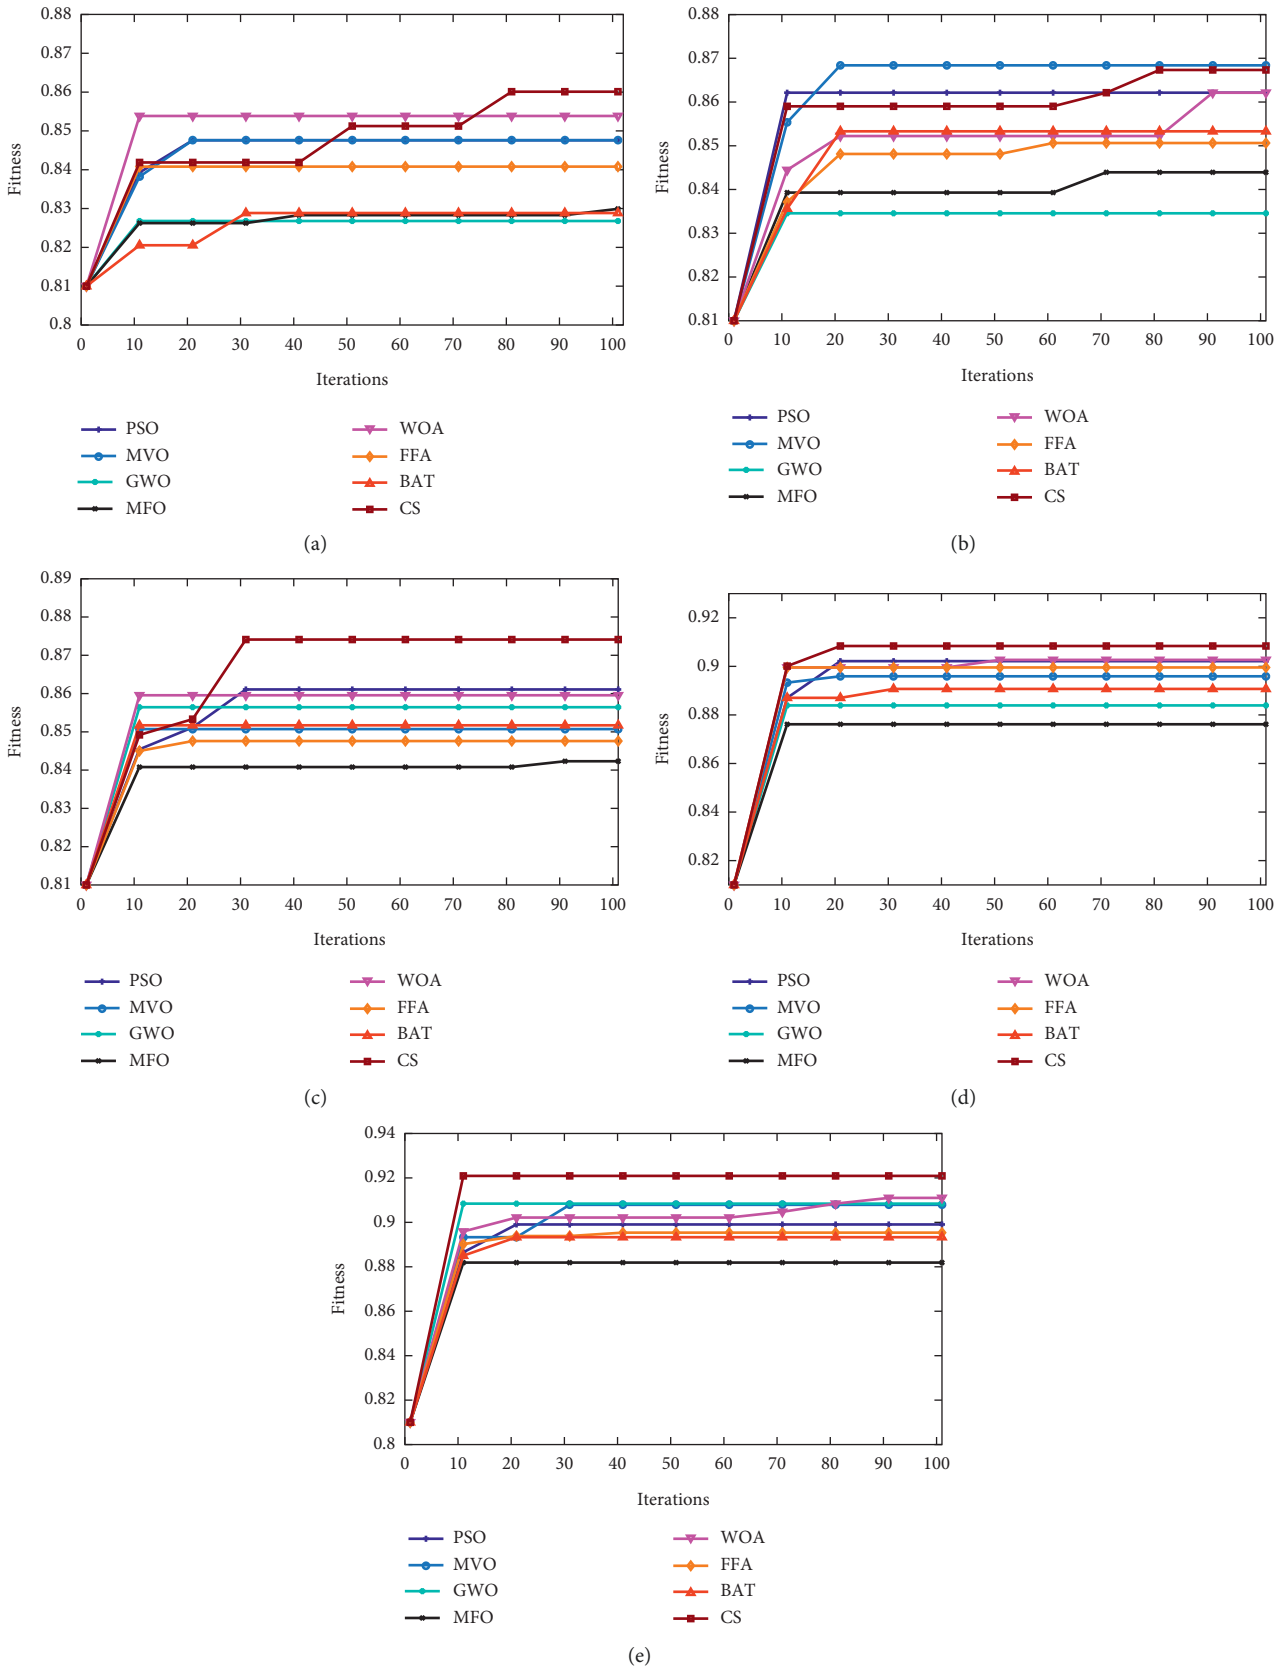 0.88
0.87
0.86
0.85
0.84
0.83
0.82
0.81
0.8
Fitness
0 10 20 30 40 50 60 70 80 90 100
Iterations
PSO
MVO
GWO
MFO
WOA
FFA
BAT
CS
(a)
0.88
0.87
0.86
0.85
0.84
0.83
0.82
0.81
Fitness
0 10 20 30 40 50 60 70 80 90 100
Iterations
PSO
MVO
GWO
MFO
WOA
FFA
BAT
CS
(b)
0.89
0.88
0.87
0.86
0.85
0.84
0.83
0.82
0.81
Fitness
0 10 20 30 40 50 60 70 80 90 100
Iterations
PSO
MVO
GWO
MFO
WOA
FFA
BAT
CS
(c)
0.92
0.9
0.88
0.86
0.84
0.82
Fitness
0 10 20 30 40 50 60 70 80 90 100
Iterations
PSO
MVO
GWO
MFO
WOA
FFA
BAT
CS
(d)
0.94
0.92
0.9
0.88
0.86
0.84
0.82
0.8
Fitness
0 10 20 30 40 50 60 70 80 90 100
Iterations
PSO
MVO
GWO
MFO
WOA
FFA
BAT
CS
(e)